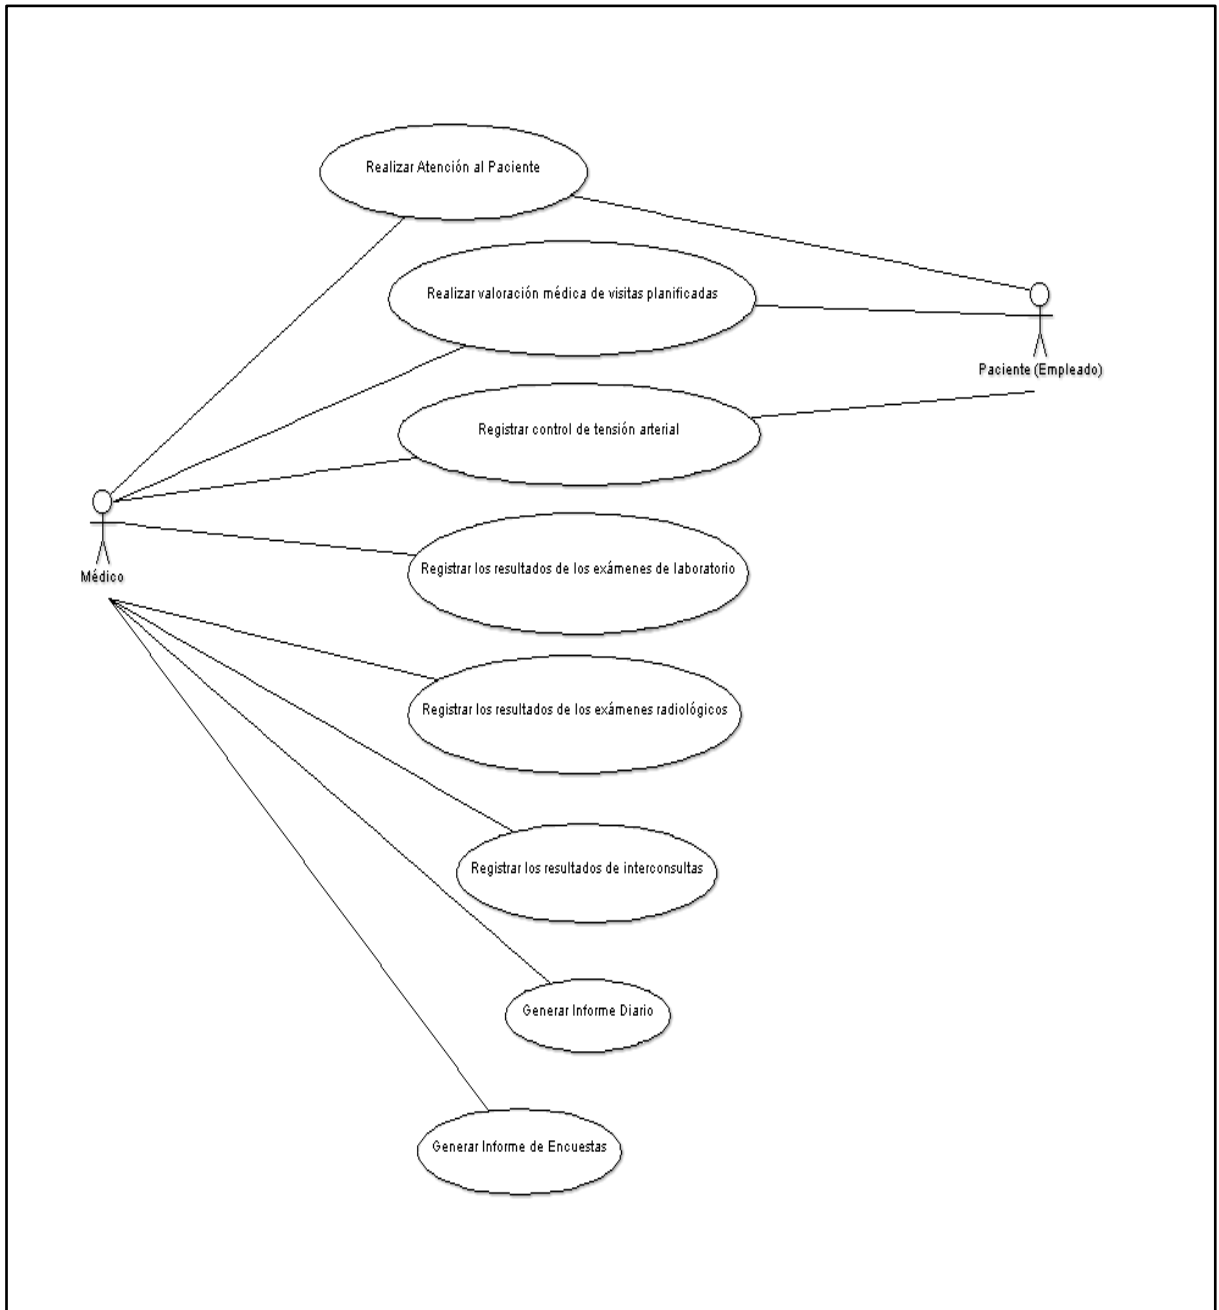 Realizar Atención al Paciente
Realizar valoración médica de visitas planificadas
Paciente (Empleado)
Registrar control de tensión arterial
Registrar los resultados de los exámenes de laboratorio
Médico
Registrar los resultados de los exámenes radiológicos
Registrar los resultados de interconsultas
Generar Informe Diario
Generar Informe de Encuestas